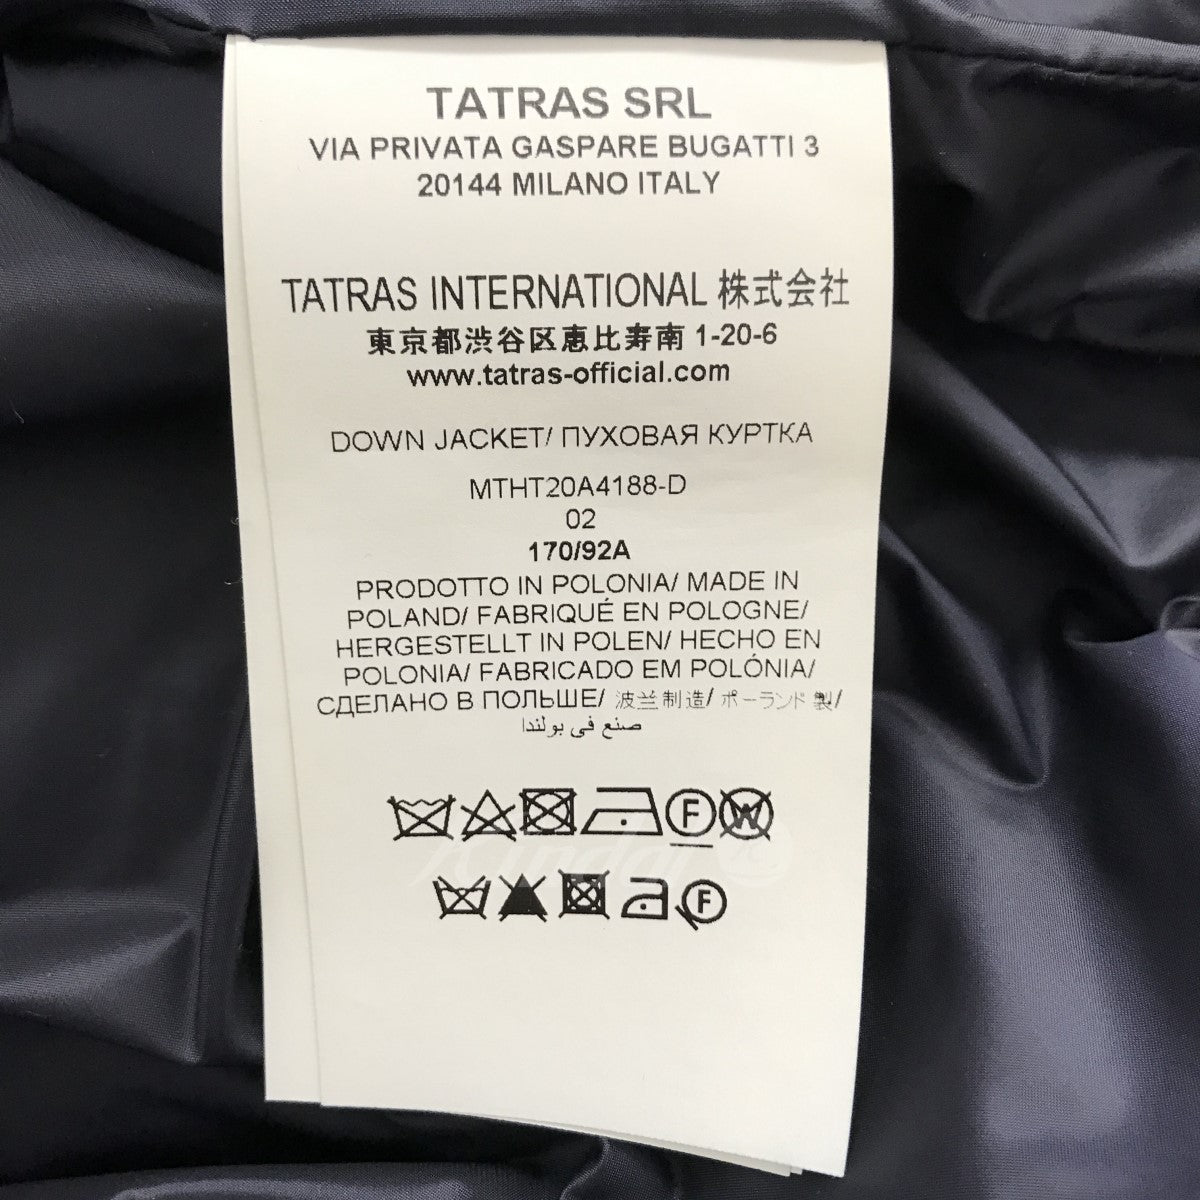 TATRAS SRL
VIA PRIVATA GASPARE BUGATTI 3
20144 MILANO ITALY
TATRAS INTERNATIONAL 株式会社
東京都渋谷区恵比寿南 1-20-6
www.tatras-official.com
DOWN JACKET/ ПУХОВАЯ КУРТКА
MTHT20A4188-D
02
170/92A
PRODOTTO IN POLONIA/ MADE IN
POLAND/ FABRIQUÉ EN POLOGNE/
HERGESTELLT IN POLEN/ HECHO EN
POLONIA/ FABRICADO EM POLÓNIA/
СДЕЛАНО В ПОЛЬШЕ/ 波兰制造/ ポーランド製/
صنع في بولندا
F W
Kindal
F